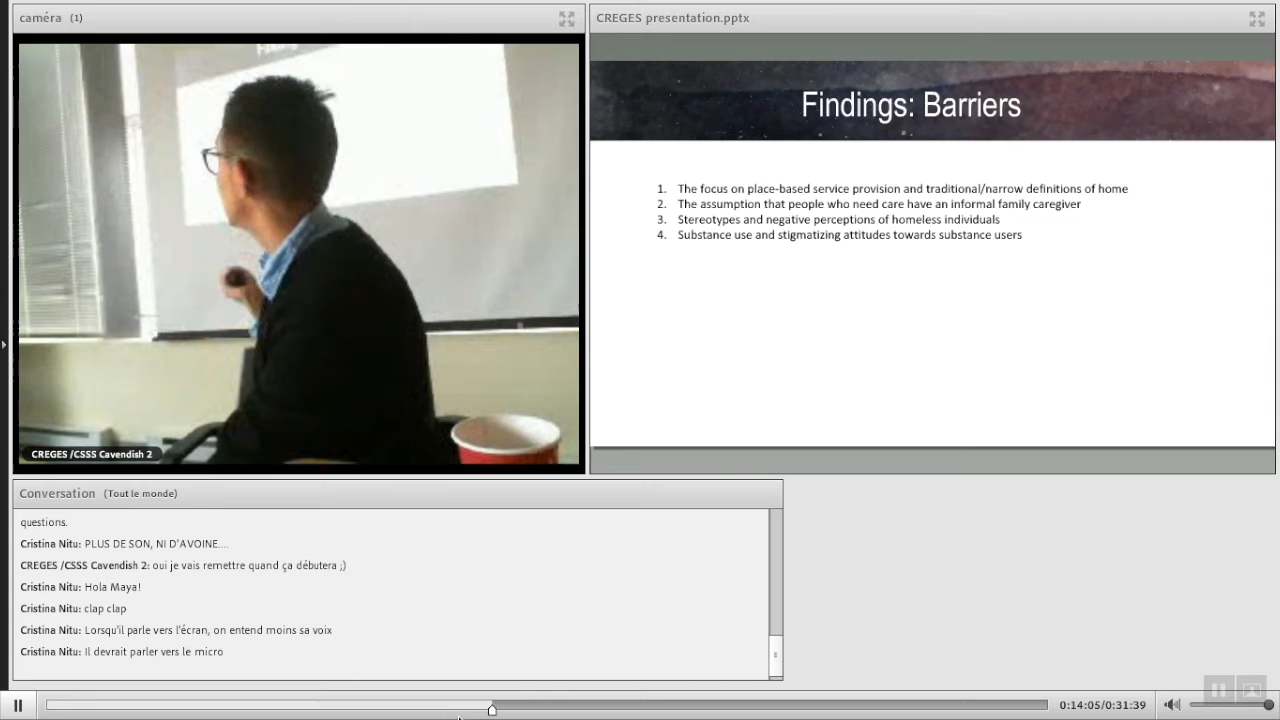 caméra (1)
CREGES presentation.pptx
Findings: Barriers
1. The focus on place-based service provision and traditional/narrow definitions of home
2. The assumption that people who need care have an informal family caregiver
3. Stereotypes and negative perceptions of homeless individuals
4. Substance use and stigmatizing attitudes towards substance users
CREGES /CSSS Cavendish 2
Conversation (Tout le monde)
questions.
Cristina Nitu: PLUS DE SON, NI D'AVOINE....
CREGES /CSSS Cavendish 2: oui je vais remettre quand ça débutera ;)
Cristina Nitu: Hola Maya!
Cristina Nitu: clap clap
Cristina Nitu: Lorsqu'il parle vers l'écran, on entend moins sa voix
Cristina Nitu: Il devrait parler vers le micro
0:14:05/0:31:39